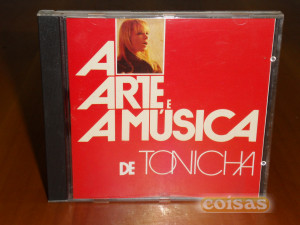 A
ARTE E
A MÚSICA
DE TONICHA
coisas